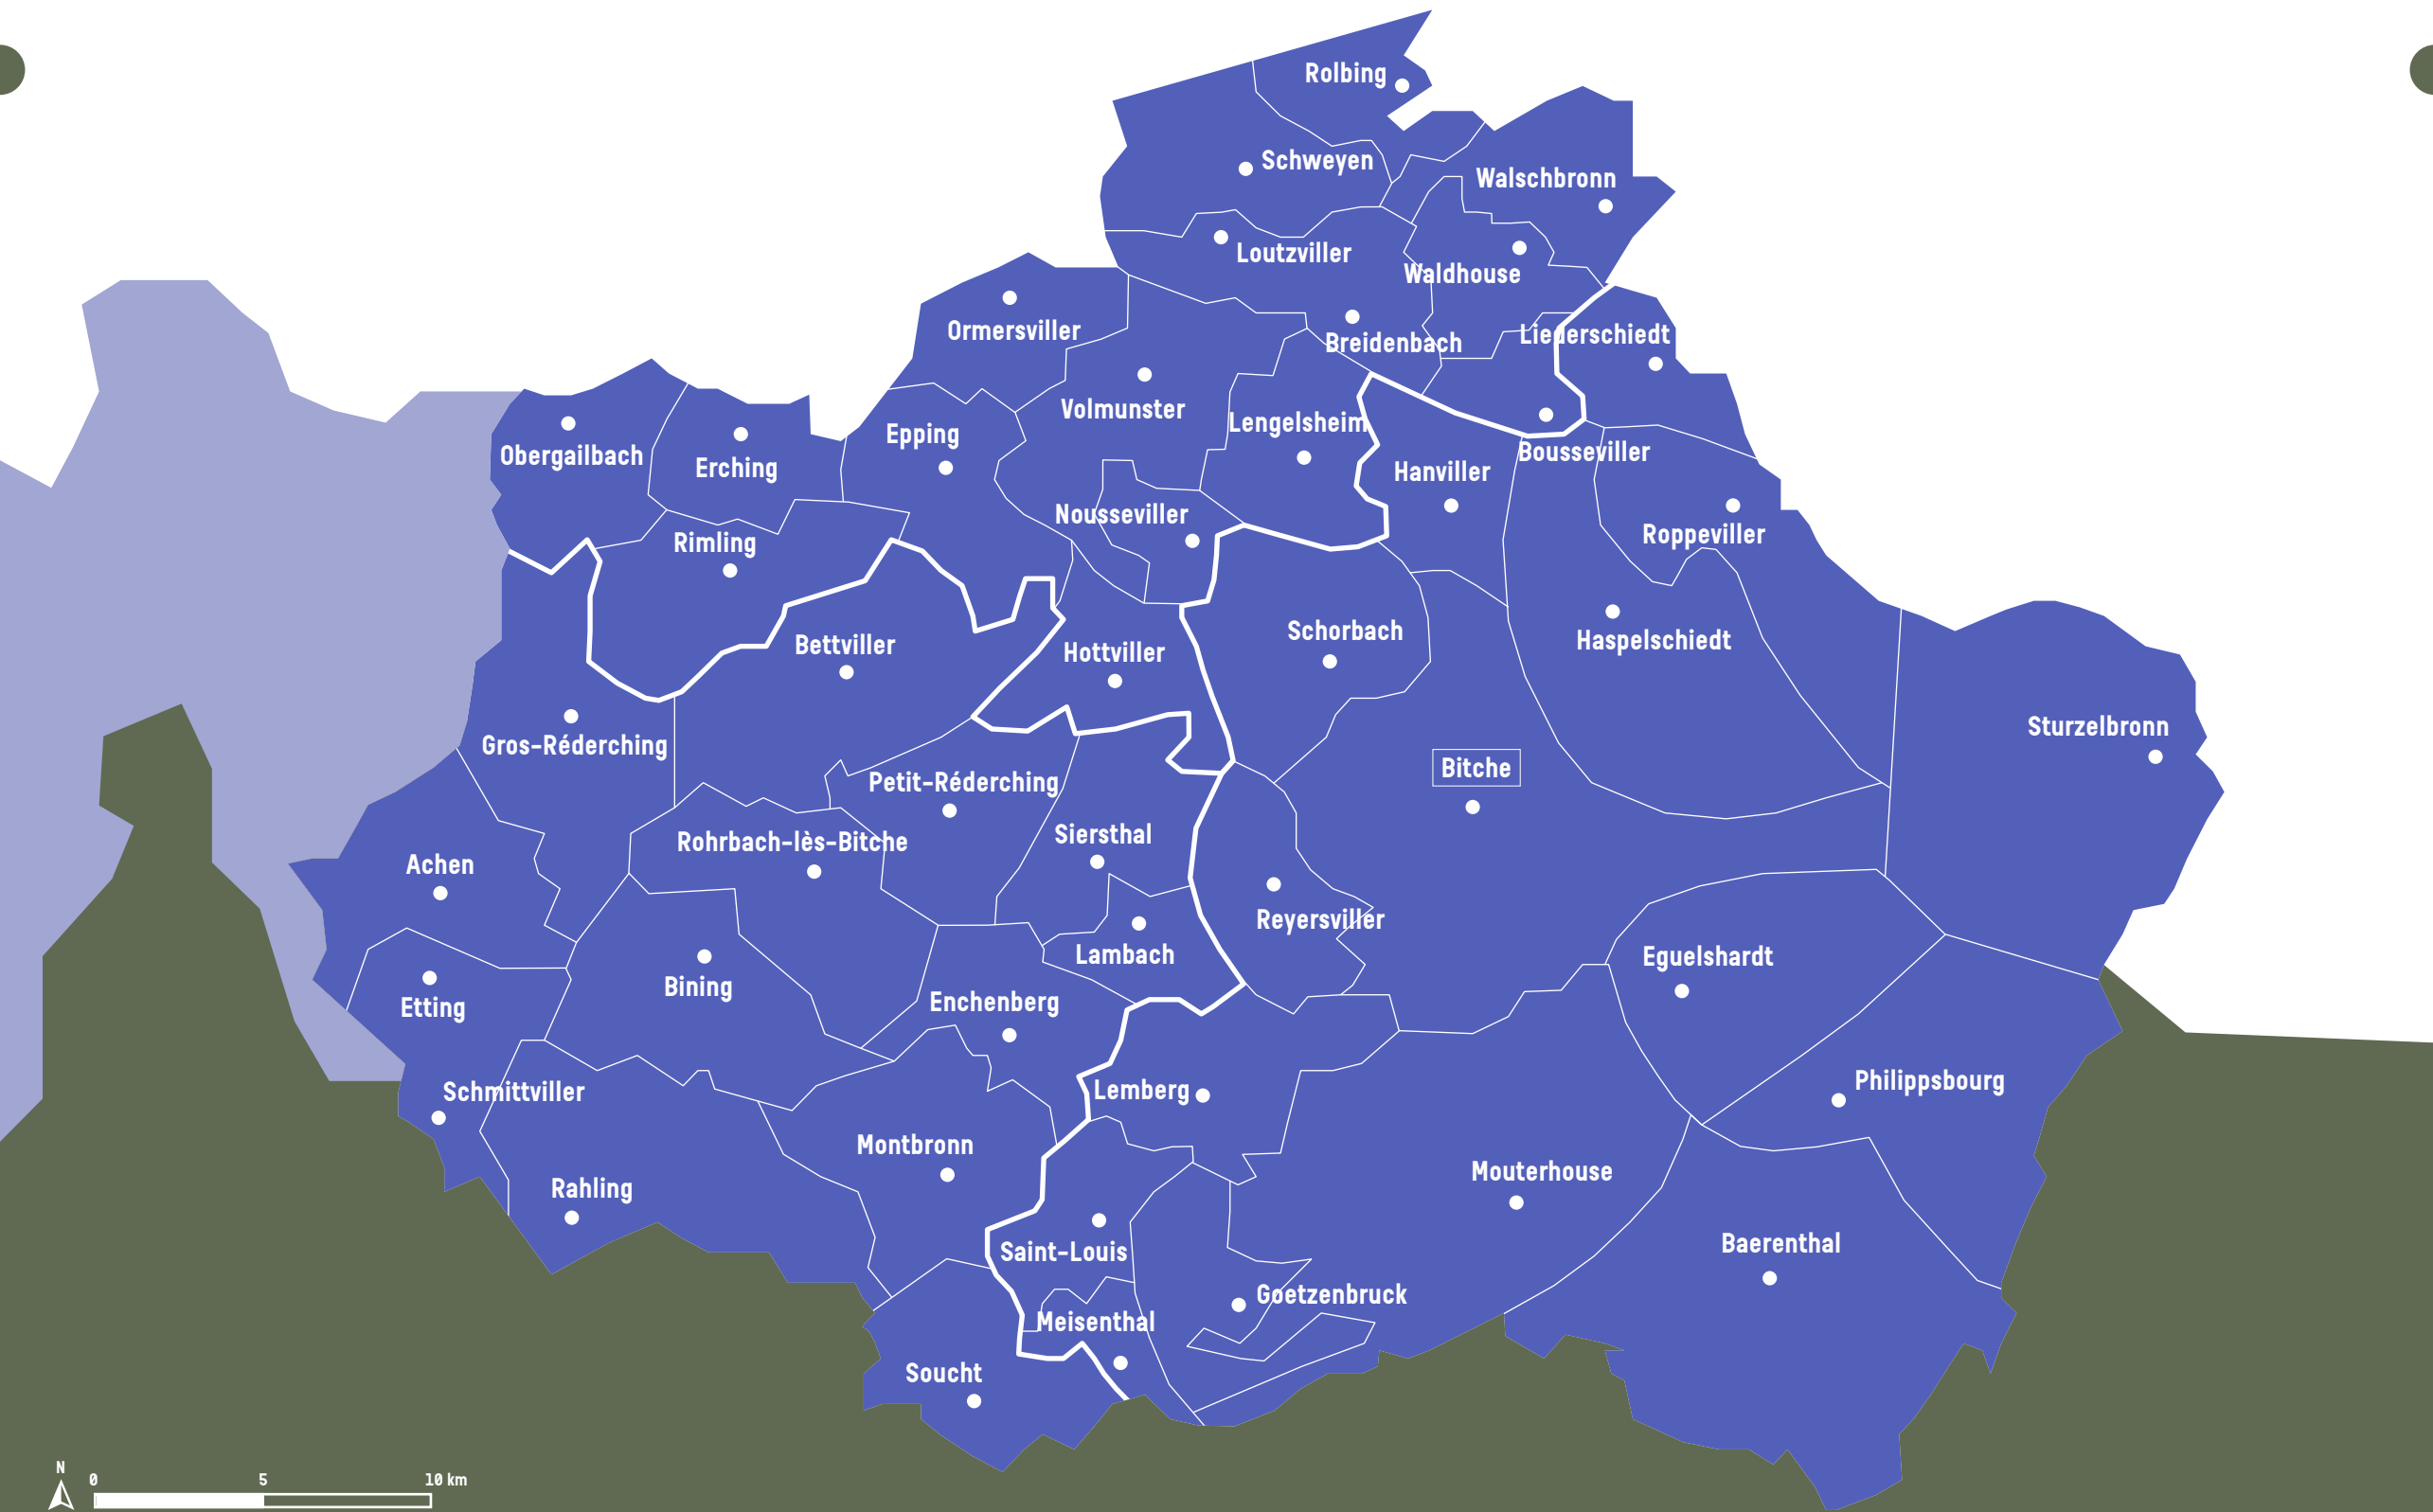 Rolbing
Schweyen
Walschbronn
Loutzviller
Waldhouse
Ormersviller
Breidenbach
Liederschiedt
Volmunster
Lengelsheim
Epping
Obergailbach
Erching
Bousseviller
Hanviller
Nousseviller
Roppeviller
Rimling
Schorbach
Haspelschiedt
Bettviller
Hottviller
Sturzelbronn
Gros-Réderching
Bitche
Petit-Réderching
Siersthal
Rohrbach-lès-Bitche
Achen
Reyersviller
Lambach
Eguelshardt
Bining
Enchenberg
Etting
Philippsbourg
Lemberg
Schmittviller
Montbronn
Mouterhouse
Rahling
Baerenthal
Saint-Louis
Goetzenbruck
Meisenthal
Soucht
N
0 5 10 km